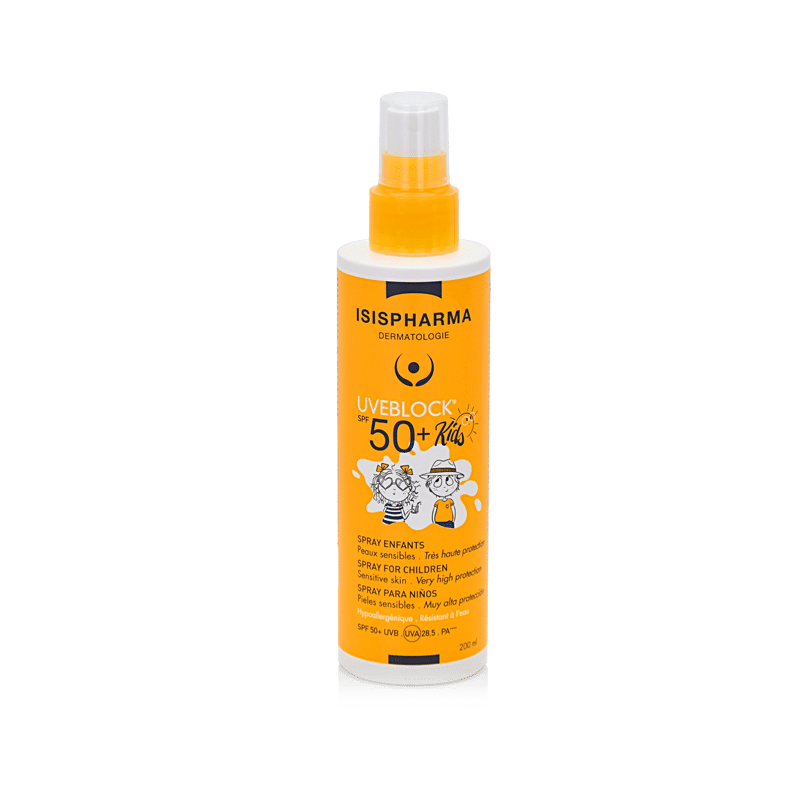 ISISPHARMA
DERMATOLOGIE
UVEBLOCK®
SPF 50+ Kids
SPRAY ENFANTS
Peaux sensibles . Très haute protection
SPRAY FOR CHILDREN
Sensitive skin . Very high protection
SPRAY PARA NIÑOS
Pieles sensibles . Muy alta protección
Hypoallergénique . Résistant à l'eau
SPF 50+ UVB . UVA 28.5 . PA++++
200 ml